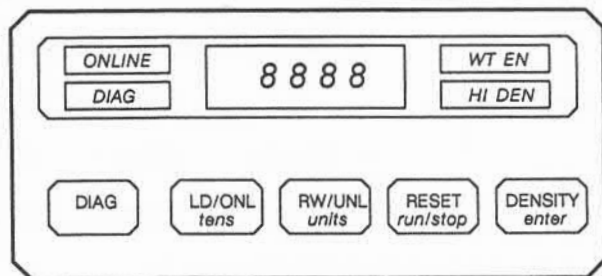 ONLINE
8888
WT EN
DIAG
HI DEN
DIAG
LD/ONL
tens
RW/UNL
units
RESET
run/stop
DENSITY
enter